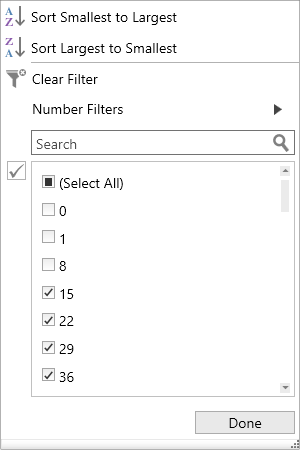 Sort Smallest to Largest
Sort Largest to Smallest
Clear Filter
Number Filters
Search
(Select All)
0
1
8
15
22
29
36
Done